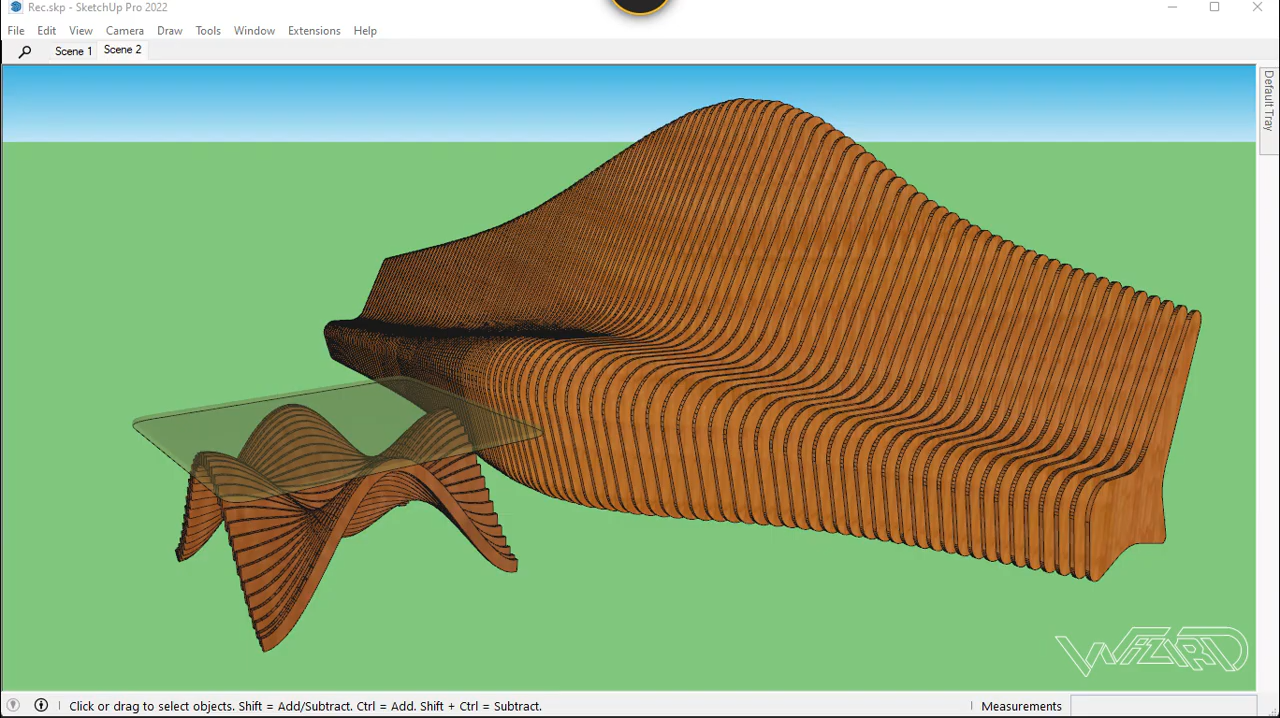 Rec.skp - SketchUp Pro 2022
File Edit View Camera Draw Tools Window Extensions Help
Scene 1 Scene 2
Default Tray
WIZARD
Click or drag to select objects. Shift = Add/Subtract. Ctrl = Add. Shift + Ctrl = Subtract. Measurements